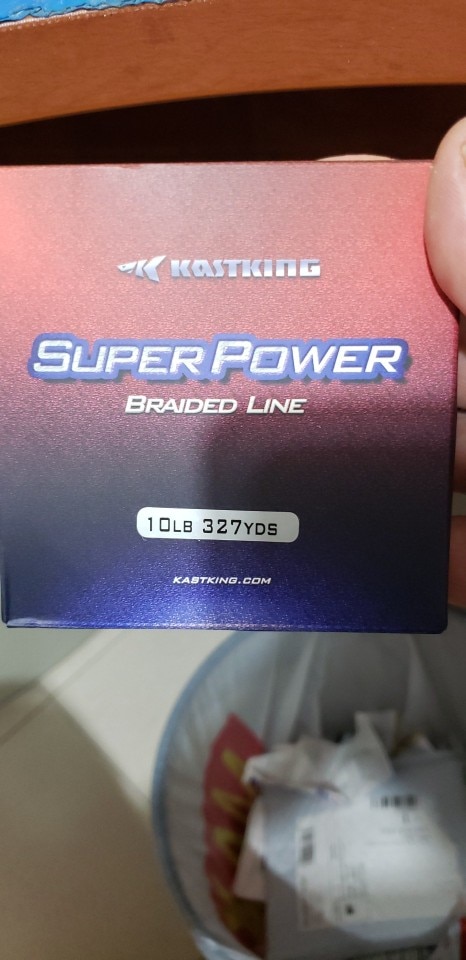 KASTKING
SUPER POWER
BRAIDED LINE
10LB 327YDS
KASTKING.COM